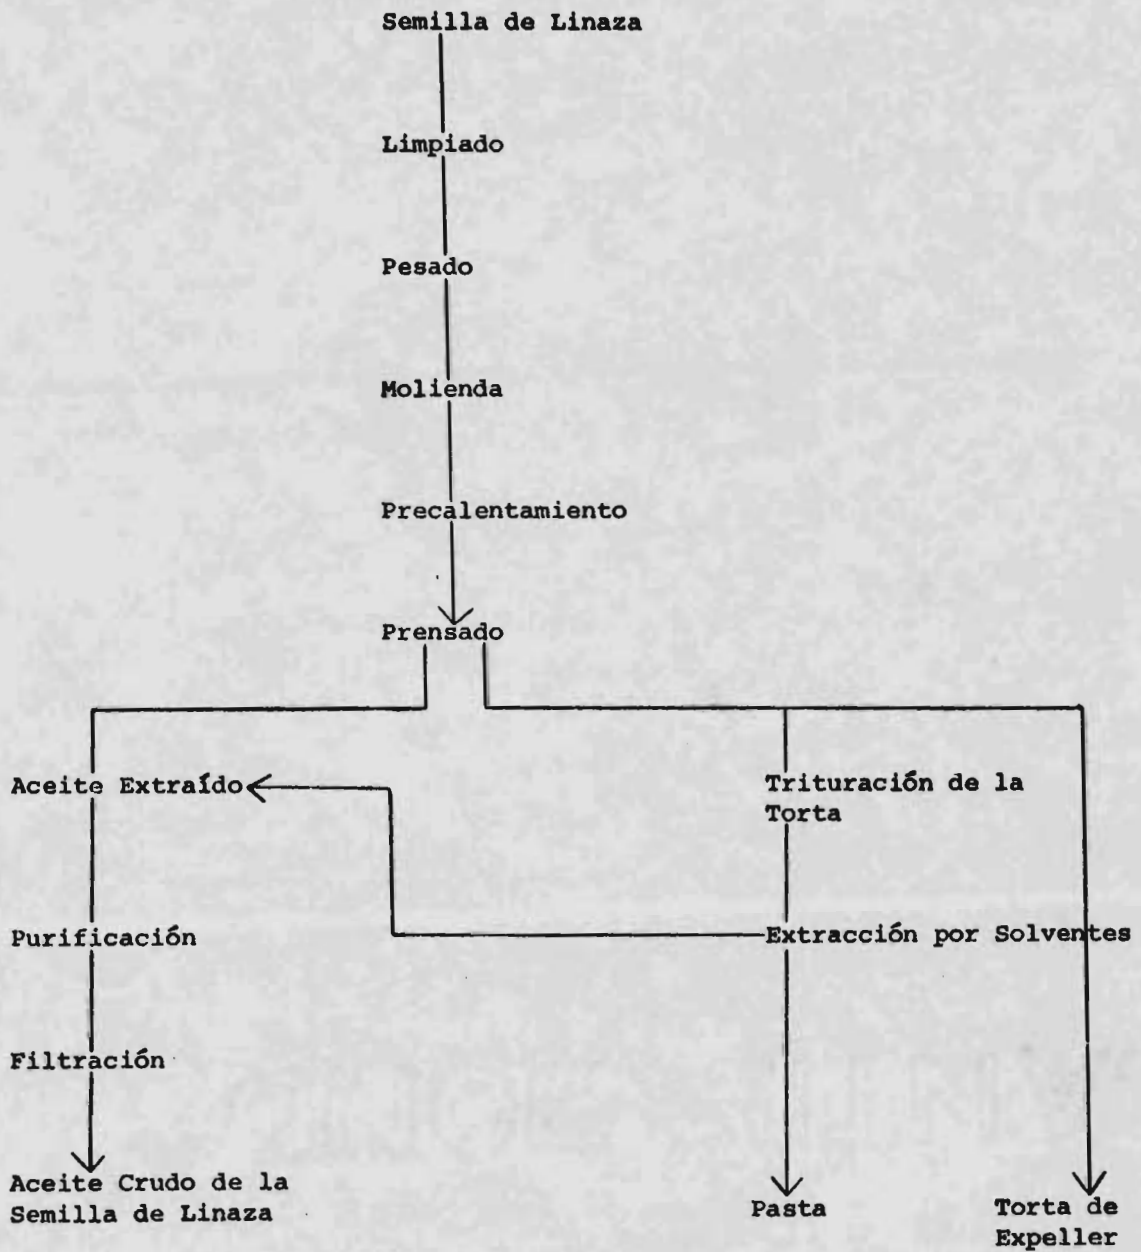 Semilla de Linaza
Limpiado
Pesado
Molienda
Precalentamiento
Prensado
Aceite Extraído
Trituración de la
Torta
Purificación
Extracción por Solventes
Filtración
Aceite Crudo de la
Semilla de Linaza
Pasta
Torta de
Expeller